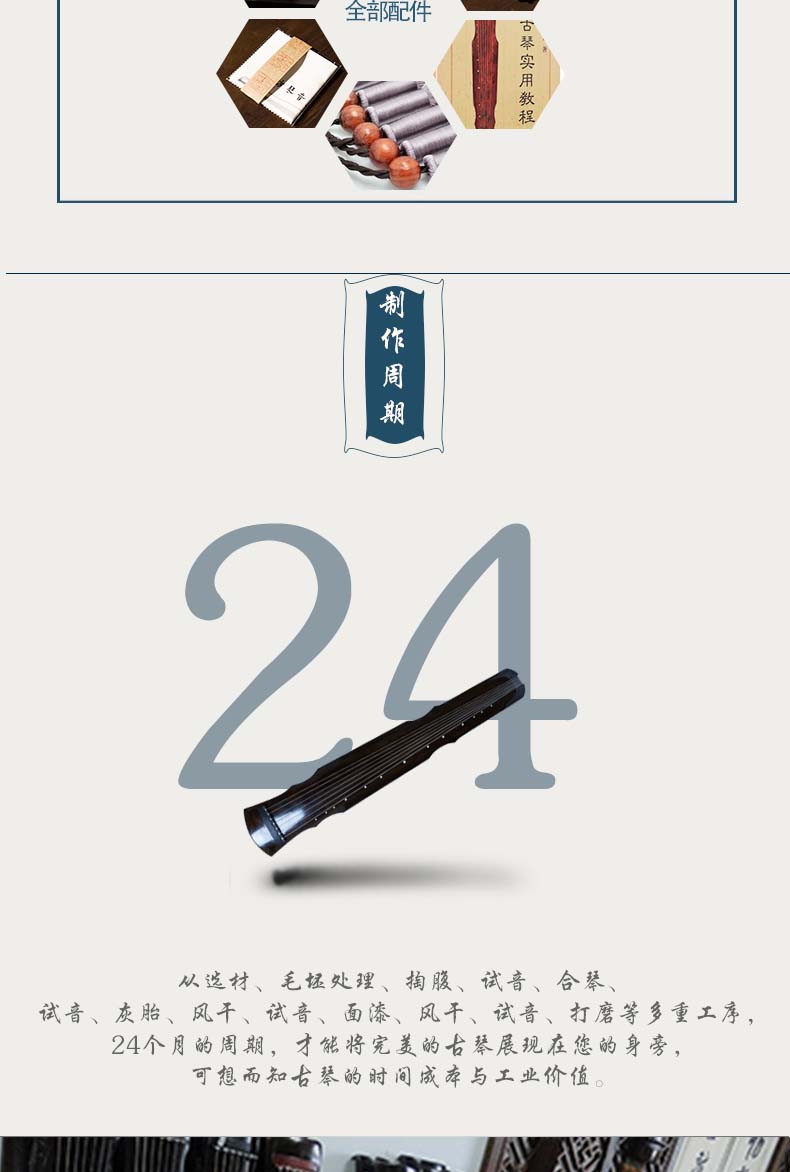 全部配件
古琴实用教程
制作周期
24
从选材、毛坯处理、掏腹、试音、合琴、
试音、灰胎、风干、试音、面漆、风干、试音、打磨等多重工序，
24个月的周期，才能将完美的古琴展现在您的身旁，
可想而知古琴的时间成本与工业价值。